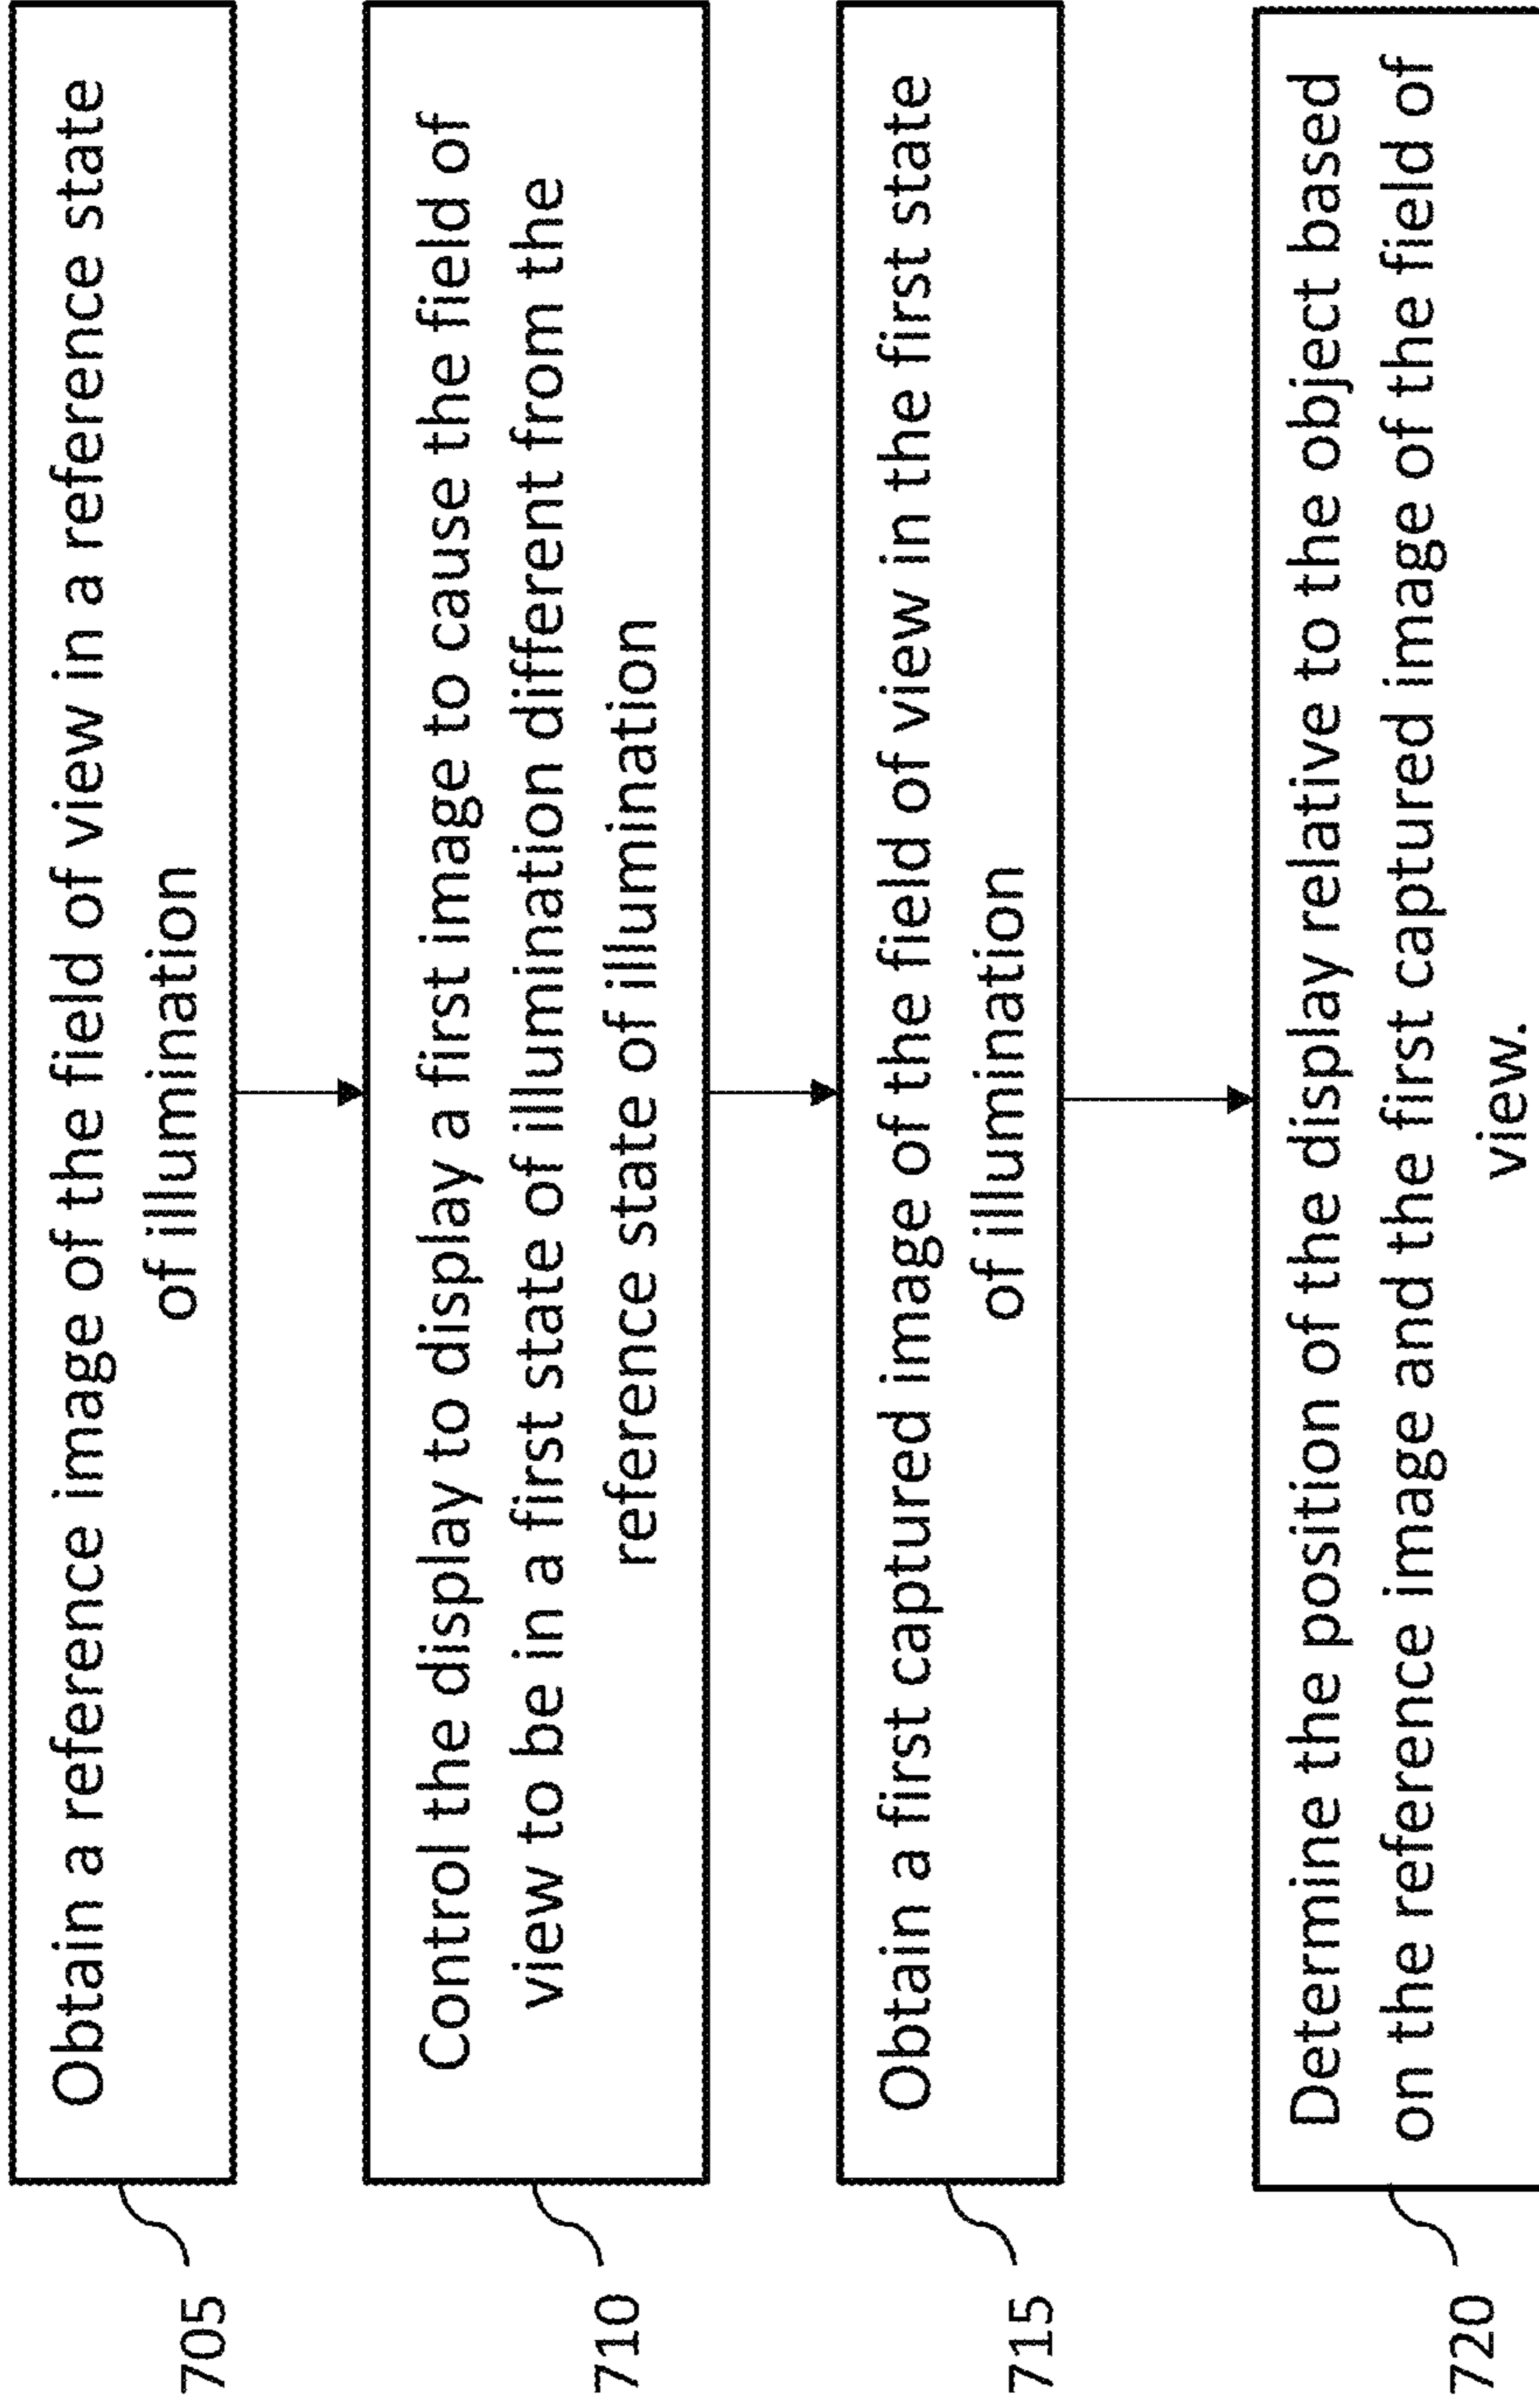 Obtain a reference image of the field of view in a reference state
of illumination
705
Control the display to display a first image to cause the field of
view to be in a first state of illumination different from the
reference state of illumination
710
Obtain a first captured image of the field of view in the first state
of illumination
715
Determine the position of the display relative to the object based
on the reference image and the first captured image of the field of
view.
720